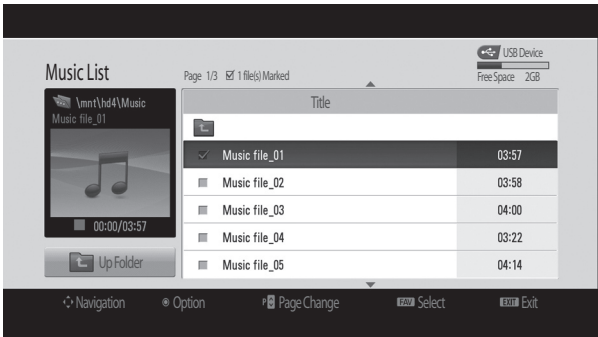 USB Device
Music List
Page 1/3 1 file(s) Marked
Free Space 2GB
\mnt\hd4\Music
Music file_01
Title
Music file_01 03:57
Music file_02 03:58
Music file_03 04:00
00:00/03:57
Music file_04 03:22
Up Folder
Music file_05 04:14
Navigation Option P Page Change FAV Select EXIT Exit